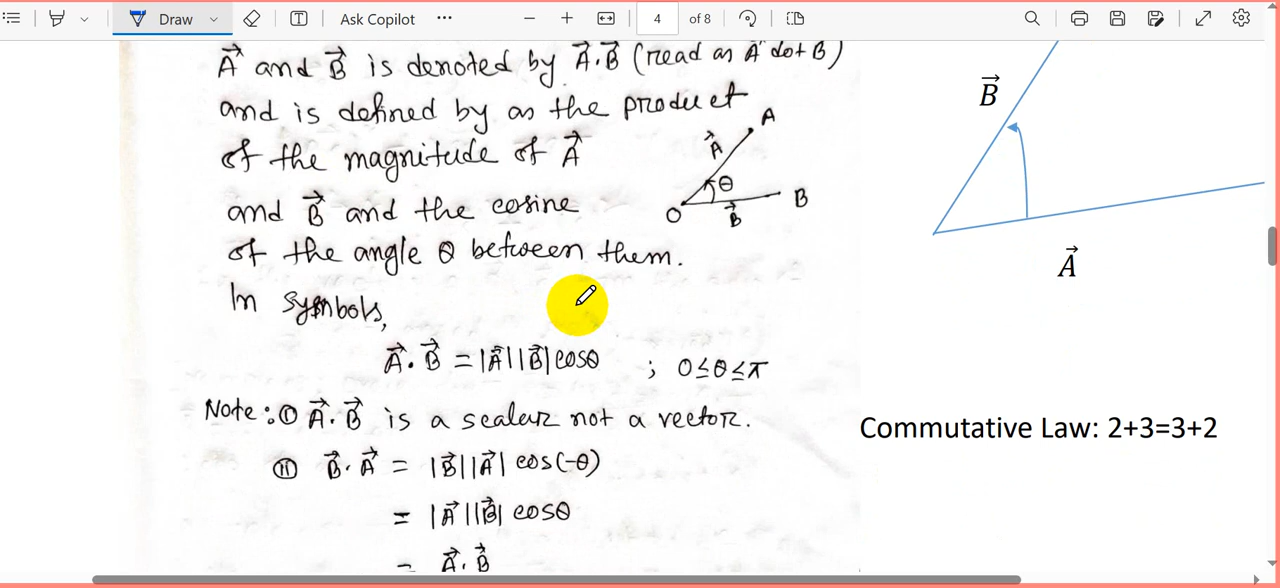 Draw
Ask Copilot
4
of 8
A⃗ and B⃗ is denoted by A⃗.B⃗ (read as A dot B)
and is defined by as the product
of the magnitude of A⃗
and B⃗ and the cosine
of the angle θ between them.
In symbols,
A⃗.B⃗ = |A⃗||B⃗|cosθ ; 0≤θ≤π
Note: ⓘ A⃗.B⃗ is a scalar not a vector.
ⓘⓘ B⃗.A⃗ = |B⃗||A⃗| cos(-θ)
= |A⃗||B⃗| cosθ
= A⃗.B⃗
A
A⃗
θ
O
B⃗
B
B⃗
A⃗
Commutative Law: 2+3=3+2